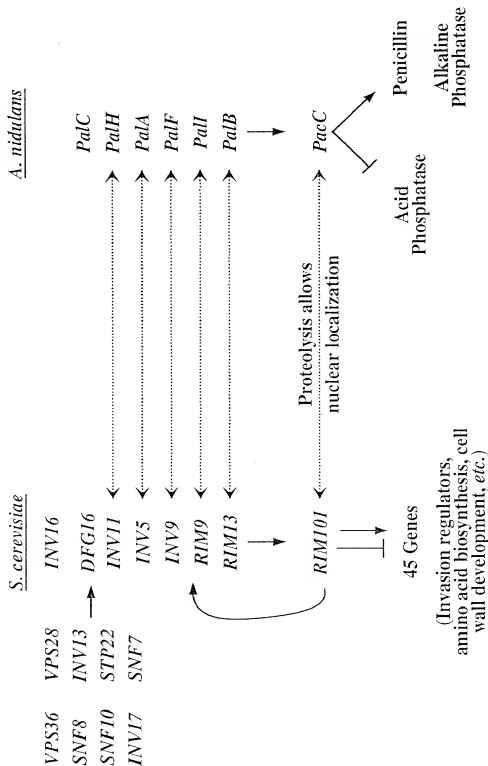 S. cerevisiae
A. nidulans
VPS36 VPS28 INV16
SNF8 INV13 DFG16 PalC
SNF10 STP22 INV11 PalH
INV17 SNF7 INV5 PalA
INV9 PalF
RIM9 PalI
RIM13 PalB
Proteolysis allows
nuclear localization
RIM101
PacC
45 Genes
(Invasion regulators,
amino acid biosynthesis, cell
wall development, etc.)
Acid
Phosphatase
Penicillin
Alkaline
Phosphatase